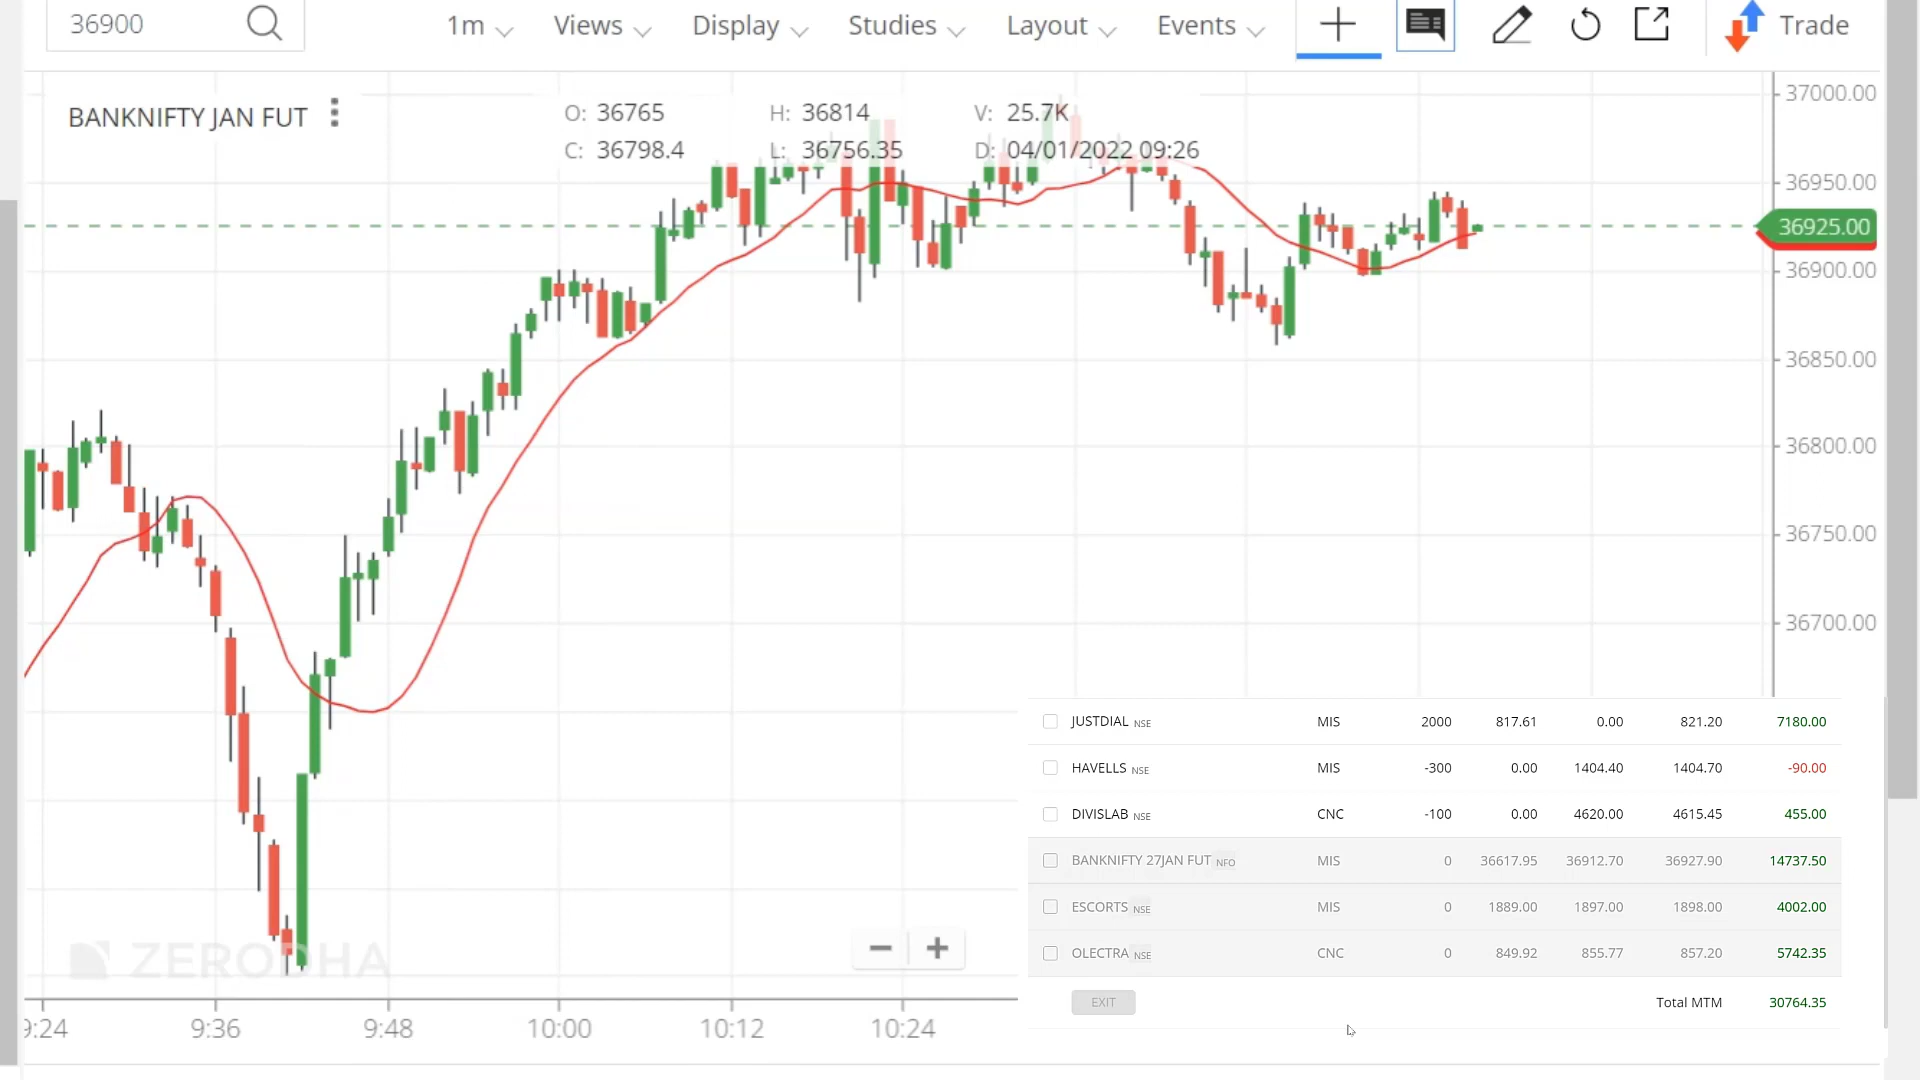 36900 1m Views Display Studies Layout Events Trade
BANKNIFTY JAN FUT O: 36765 H: 36814 V: 25.7K
C: 36798.4 L: 36756.35 D: 04/01/2022 09:26
37000.00
36950.00
36925.00
36900.00
36850.00
36800.00
36750.00
36700.00
JUSTDIAL NSE MIS 2000 817.61 0.00 821.20 7180.00
HAVELLS NSE MIS -300 0.00 1404.40 1404.70 -90.00
DIVISLAB NSE CNC -100 0.00 4620.00 4615.45 455.00
BANKNIFTY 27JAN FUT NFO MIS 0 36617.95 36912.70 36927.90 14737.50
ESCORTS NSE MIS 0 1889.00 1897.00 1898.00 4002.00
OLECTRA NSE CNC 0 849.92 855.77 857.20 5742.35
EXIT Total MTM 30764.35
ZERODHA
9:24 9:36 9:48 10:00 10:12 10:24